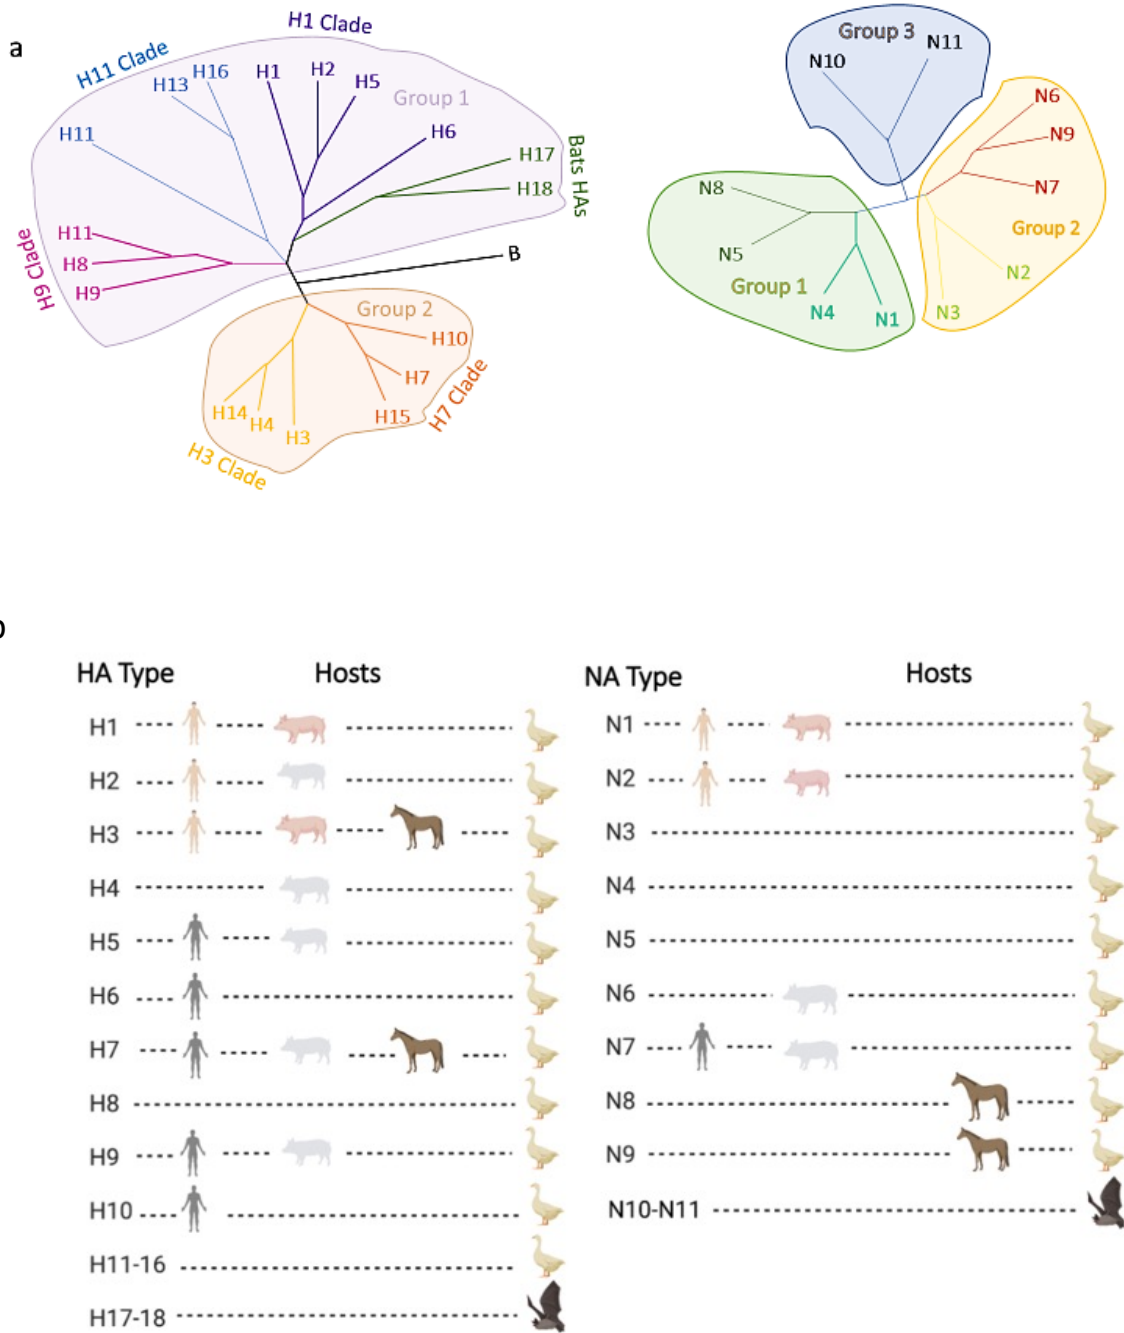 a
H1 Clade
H11 Clade
H13
H16
H1
H2
H5
Group 1
H11
H6
H17
H18
Bats HAs
H9 Clade
H11
H8
H9
B
Group 2
H10
H7
H15
H7 Clade
H14
H4
H3
H3 Clade
Group 3
N10
N11
N6
N9
N7
Group 2
N2
N3
N8
N5
Group 1
N4
N1
HA Type
Hosts
H1
H2
H3
H4
H5
H6
H7
H8
H9
H10
H11-16
H17-18
NA Type
Hosts
N1
N2
N3
N4
N5
N6
N7
N8
N9
N10-N11